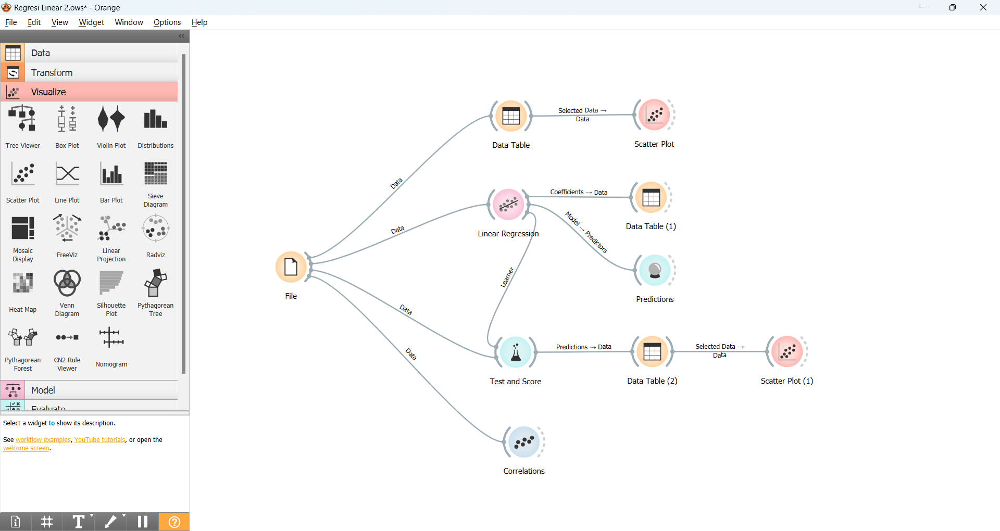 Regresi Linear 2.ows* - Orange
File Edit View Widget Window Options Help
Data
Transform
Visualize
Tree Viewer
Box Plot
Violin Plot
Distributions
Scatter Plot
Line Plot
Bar Plot
Sieve
Diagram
Mosaic
Display
FreeViz
Linear
Projection
Radviz
Heat Map
Venn
Diagram
Silhouette
Plot
Pythagorean
Tree
Pythagorean
Forest
CN2 Rule
Viewer
Nomogram
Model
Evaluate
Select a widget to show its description.
See workflow examples, YouTube tutorials, or open the
welcome screen.
T
?
File
Data
Data
Data
Data
Data Table
Selected Data →
Data
Scatter Plot
Linear Regression
Coefficients → Data
Data Table (1)
Model → Predictors
Predictions
Learner
Test and Score
Predictions → Data
Data Table (2)
Selected Data →
Data
Scatter Plot (1)
Correlations